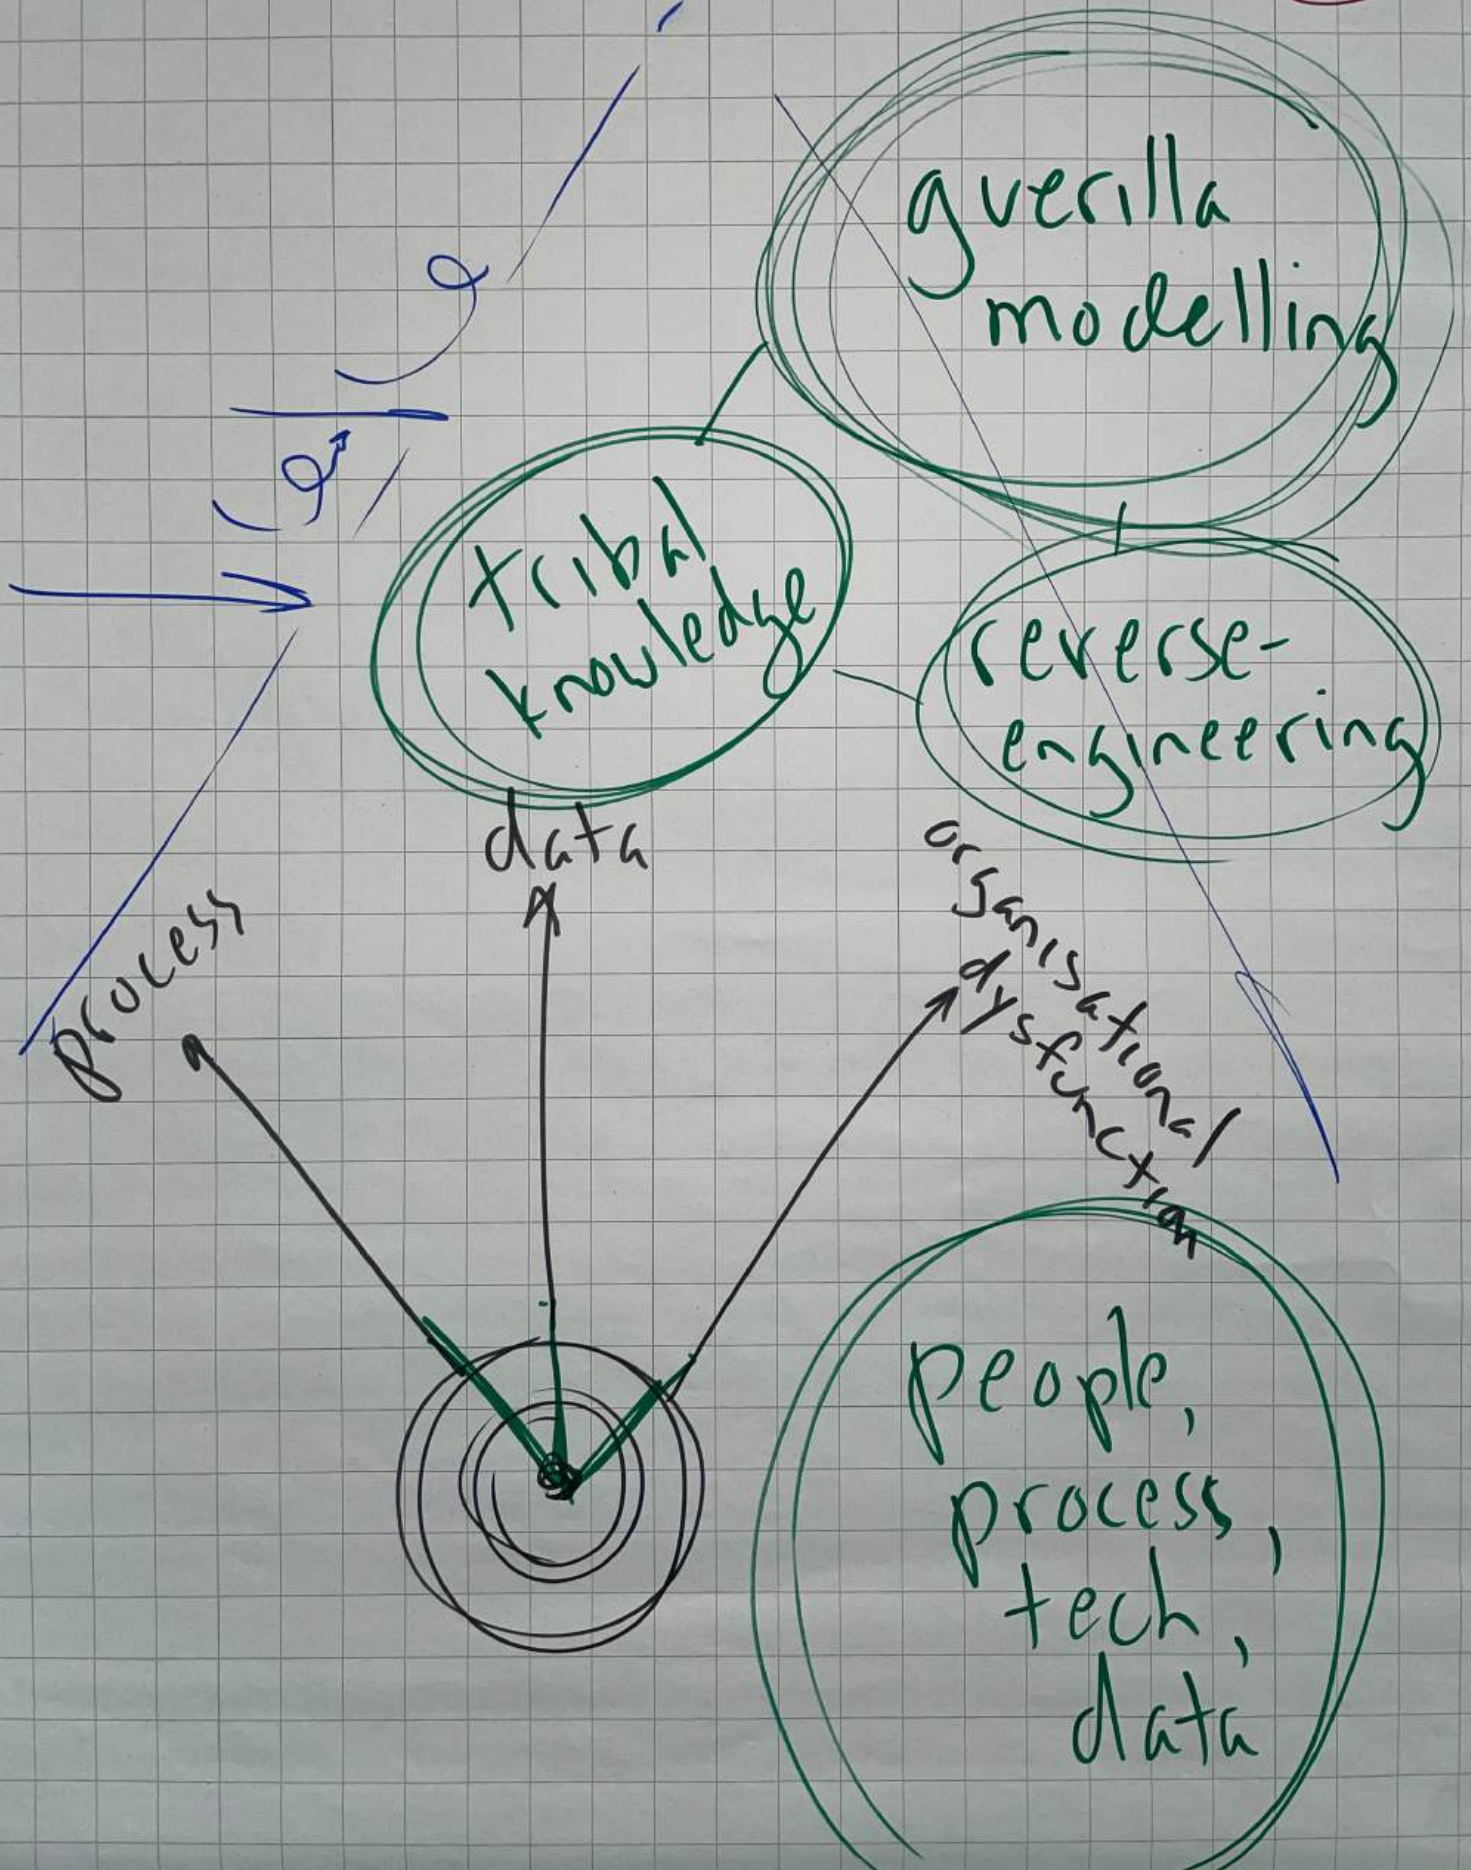 guerilla
modelling
tribal
knowledge
reverse-
engineering
data
process
organisational
dysfunction
people,
process,
tech,
data